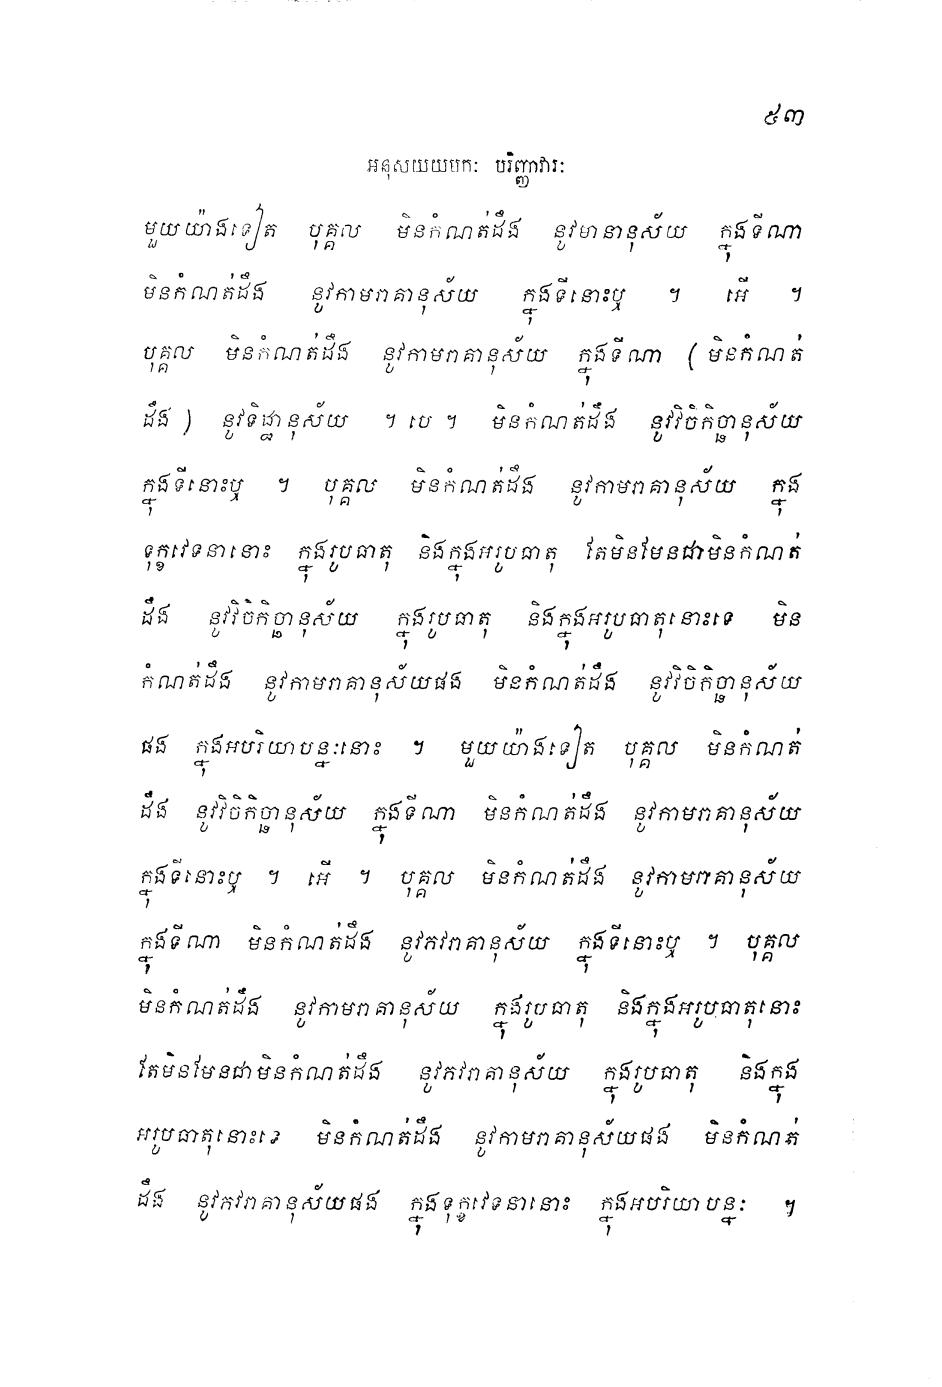 ៥៣
អនុសយយមកៈ បរិញ្ញាវារៈ
មួយយ៉ាងទៀត បុគ្គល មិនកំណត់ដឹង នូវមានានុស័យ ក្នុងទីណា
មិនកំណត់ដឹង នូវកាមរាគានុស័យ ក្នុងទីនោះឬ ។ អើ ។
បុគ្គល មិនកំណត់ដឹង នូវកាមរាគានុស័យ ក្នុងទីណា (មិនកំណត់
ដឹង) នូវទិដ្ឋានុស័យ ។ បេ ។ មិនកំណត់ដឹង នូវវិចិកិច្ឆានុស័យ
ក្នុងទីនោះឬ ។ បុគ្គល មិនកំណត់ដឹង នូវកាមរាគានុស័យ ក្នុង
ទុក្ខវេទនានោះ ក្នុងរូបធាតុ និងក្នុងអរូបធាតុ តែមិនមែនជាមិនកំណត់
ដឹង នូវវិចិកិច្ឆានុស័យ ក្នុងរូបធាតុ និងក្នុងអរូបធាតុនោះទេ មិន
កំណត់ដឹង នូវកាមរាគានុស័យផង មិនកំណត់ដឹង នូវវិចិកិច្ឆានុស័យ
ផង ក្នុងអបរិយាបន្នៈនោះ ។ មួយយ៉ាងទៀត បុគ្គល មិនកំណត់
ដឹង នូវវិចិកិច្ឆានុស័យ ក្នុងទីណា មិនកំណត់ដឹង នូវកាមរាគានុស័យ
ក្នុងទីនោះឬ ។ អើ ។ បុគ្គល មិនកំណត់ដឹង នូវកាមរាគានុស័យ
ក្នុងទីណា មិនកំណត់ដឹង នូវភវរាគានុស័យ ក្នុងទីនោះឬ ។ បុគ្គល
មិនកំណត់ដឹង នូវកាមរាគានុស័យ ក្នុងរូបធាតុ និងក្នុងអរូបធាតុនោះ
តែមិនមែនជាមិនកំណត់ដឹង នូវភវរាគានុស័យ ក្នុងរូបធាតុ និងក្នុង
អរូបធាតុនោះទេ មិនកំណត់ដឹង នូវកាមរាគានុស័យផង មិនកំណត់
ដឹង នូវភវរាគានុស័យផង ក្នុងទុក្ខវេទនានោះ ក្នុងអបរិយាបន្នៈ ។